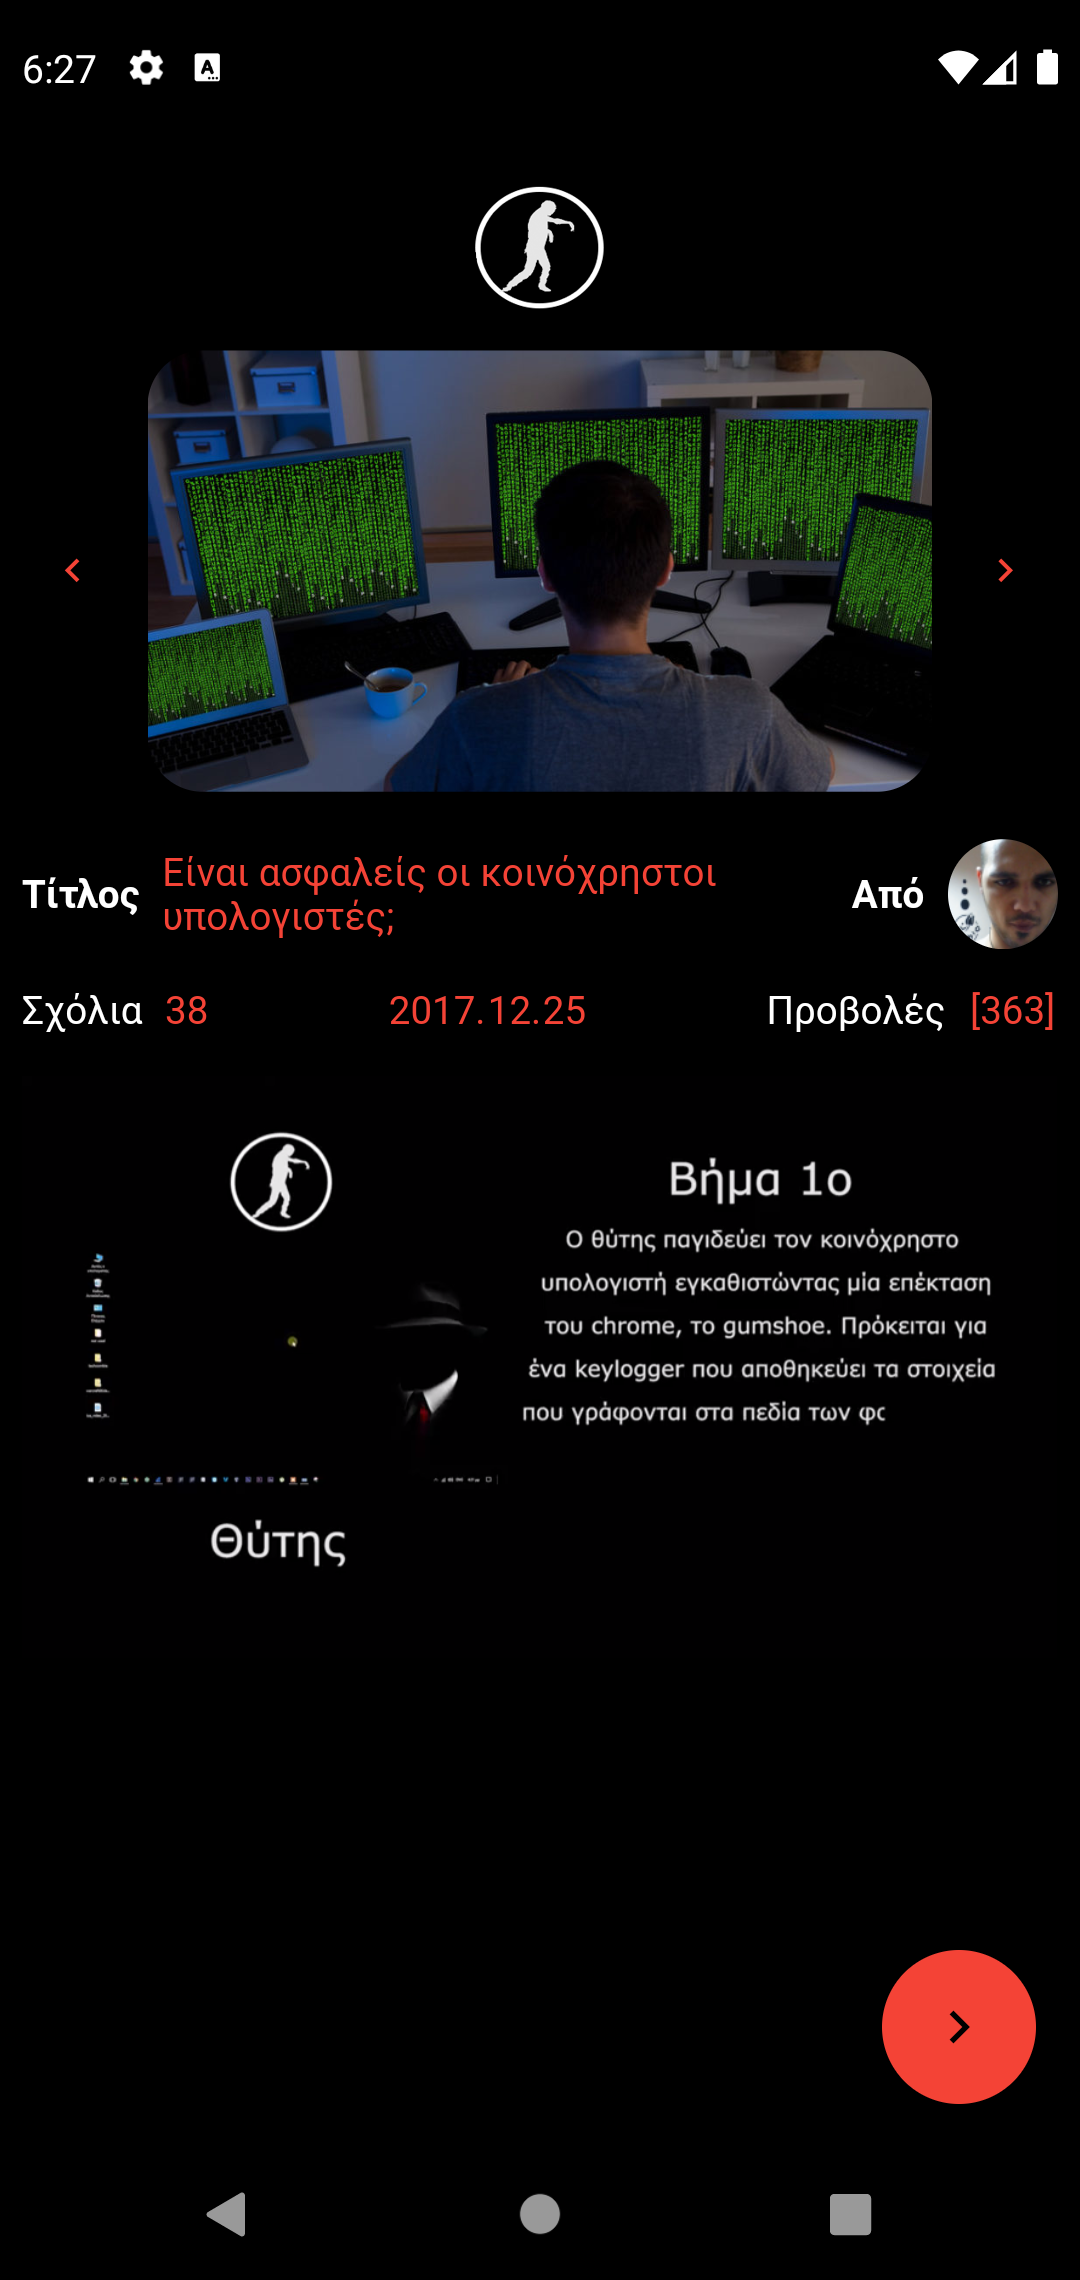 6:27
Τίτλος
Είναι ασφαλείς οι κοινόχρηστοι
υπολογιστές;
Από
Σχόλια 38
2017.12.25
Προβολές [363]
Βήμα 1ο
Ο θύτης παγιδεύει τον κοινόχρηστο
υπολογιστή εγκαθιστώντας μία επέκταση
του chrome, το gumshoe. Πρόκειται για
ένα keylogger που αποθηκεύει τα στοιχεία
που γράφονται στα πεδία των φο
Θύτης